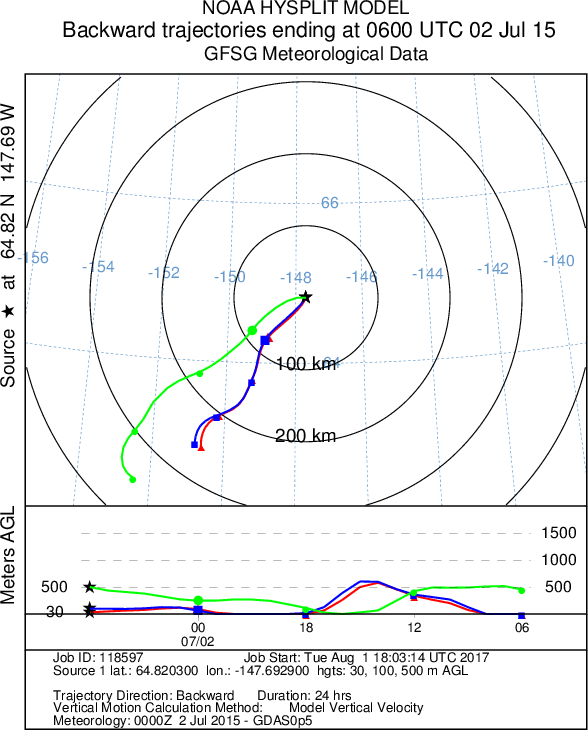 NOAA HYSPLIT MODEL
Backward trajectories ending at 0600 UTC 02 Jul 15
GFSG Meteorological Data
Source ★ at 64.82 N 147.69 W
66
-156
-154
-152
-150
-148
-146
-144
-142
-140
64
100 km
200 km
Meters AGL
1500
1000
500
500
30
00
18
12
06
07/02
Job ID: 118597 Job Start: Tue Aug 1 18:03:14 UTC 2017
Source 1 lat.: 64.820300 lon.: -147.692900 hgts: 30, 100, 500 m AGL
Trajectory Direction: Backward Duration: 24 hrs
Vertical Motion Calculation Method: Model Vertical Velocity
Meteorology: 0000Z 2 Jul 2015 - GDAS0p5